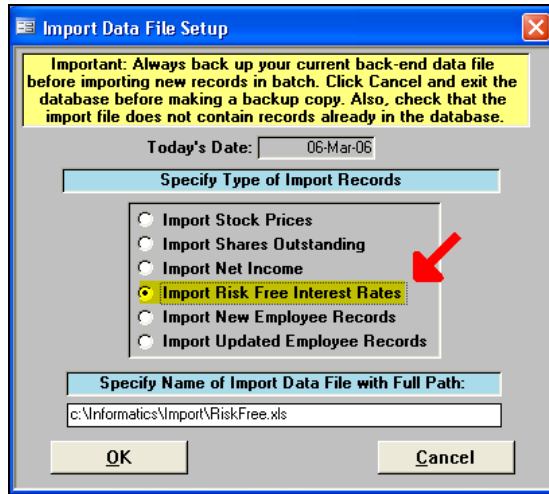 Import Data File Setup
Important: Always back up your current back-end data file
before importing new records in batch. Click Cancel and exit the
database before making a backup copy. Also, check that the
import file does not contain records already in the database.
Today's Date: 06-Mar-06
Specify Type of Import Records
Import Stock Prices
Import Shares Outstanding
Import Net Income
Import Risk Free Interest Rates
Import New Employee Records
Import Updated Employee Records
Specify Name of Import Data File with Full Path:
c:\Informatics\Import\RiskFree.xls
OK Cancel